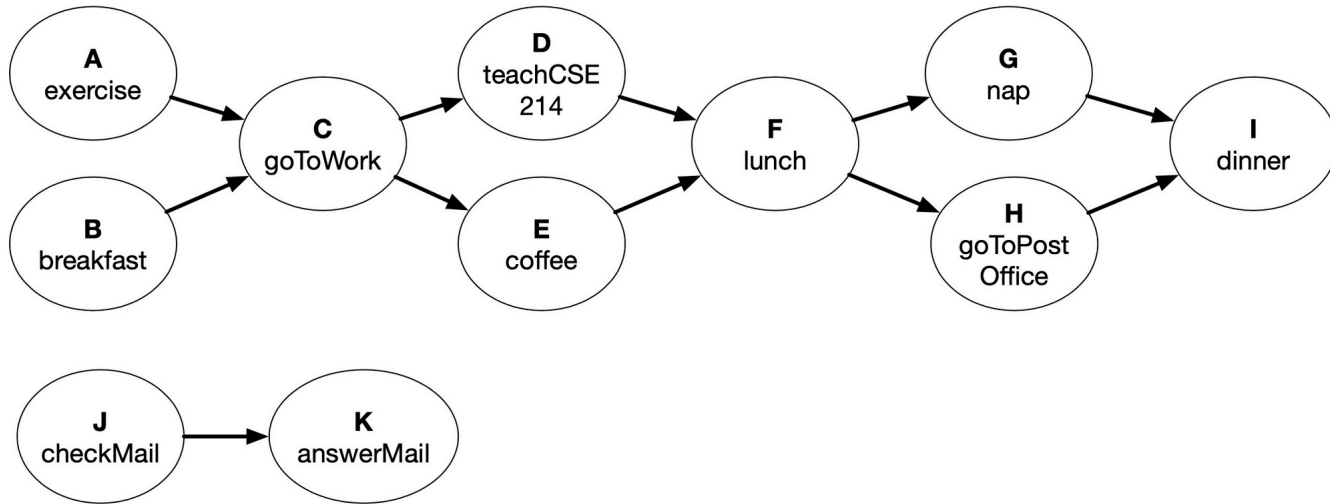 A
exercise
B
breakfast
C
goToWork
D
teachCSE
214
E
coffee
F
lunch
G
nap
H
goToPost
Office
I
dinner
J
checkMail
K
answerMail